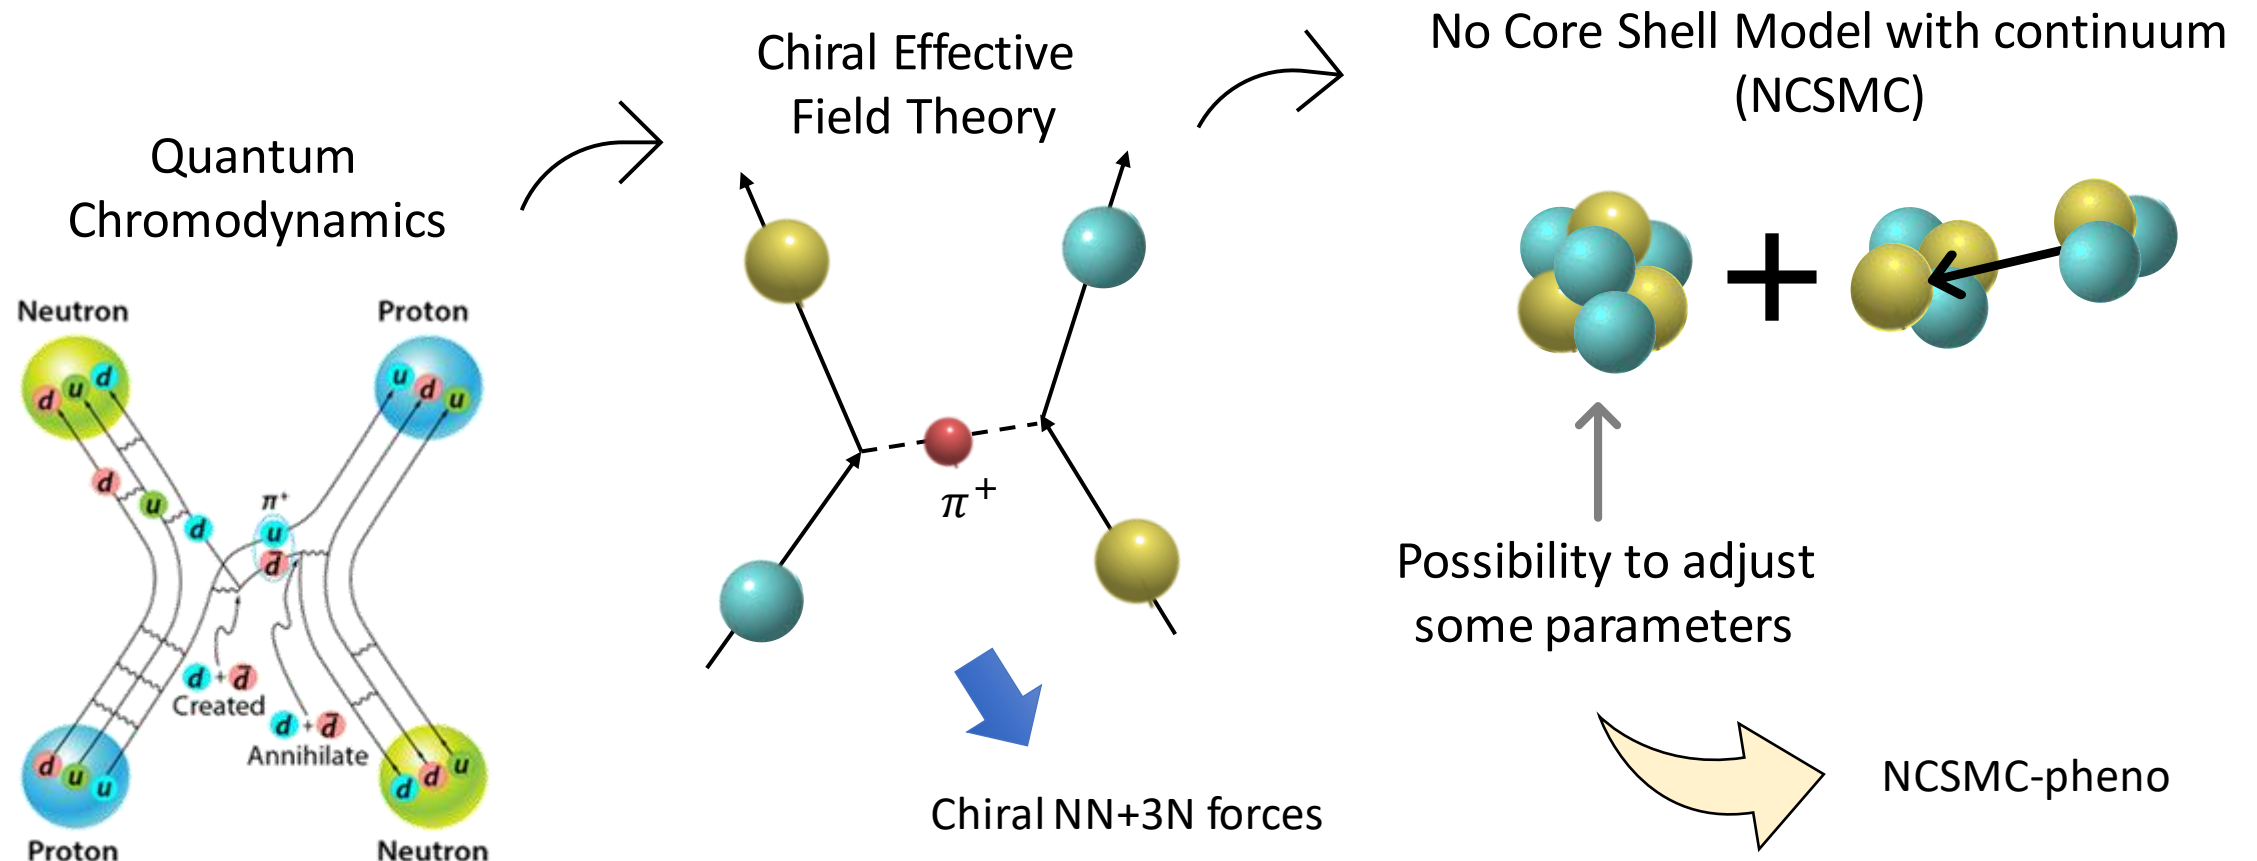 Quantum
Chromodynamics
Neutron
Proton
d u d
u d u
d
u
d
π⁺
u
d̄
d + d̄
Created
d + d̄
Annihilate
d u u
d d u
Proton
Neutron
Chiral Effective
Field Theory
π⁺
Chiral NN+3N forces
No Core Shell Model with continuum
(NCSMC)
+
Possibility to adjust
some parameters
NCSMC-pheno